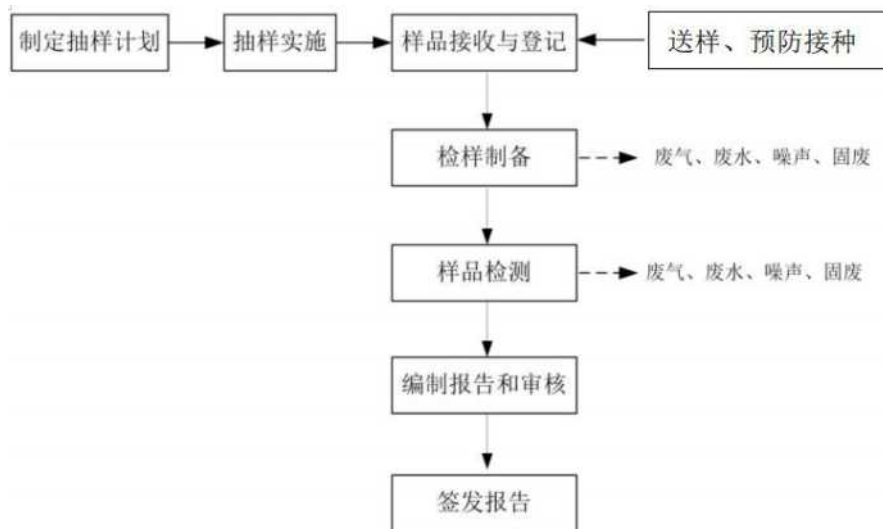 制定抽样计划
抽样实施
样品接收与登记
送样、预防接种
检样制备
废气、废水、噪声、固废
样品检测
废气、废水、噪声、固废
编制报告和审核
签发报告